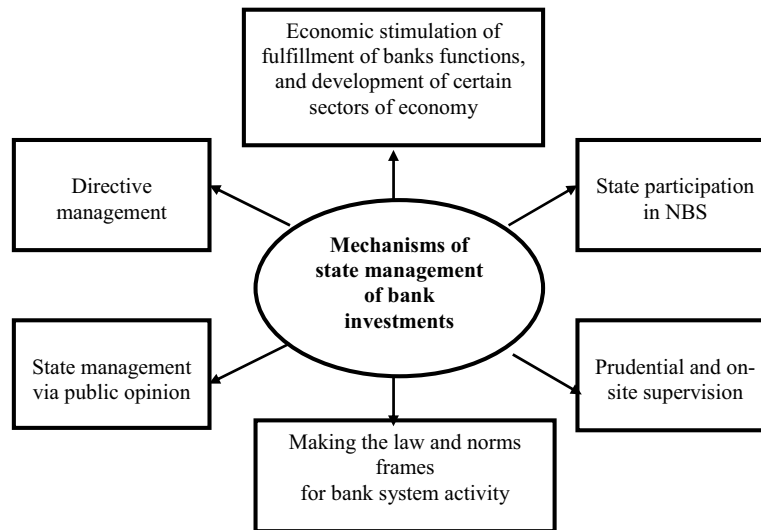 Economic stimulation of
fulfillment of banks functions,
and development of certain
sectors of economy
Directive
management
State participation
in NBS
Mechanisms of
state management
of bank
investments
State management
via public opinion
Prudential and on-
site supervision
Making the law and norms
frames
for bank system activity